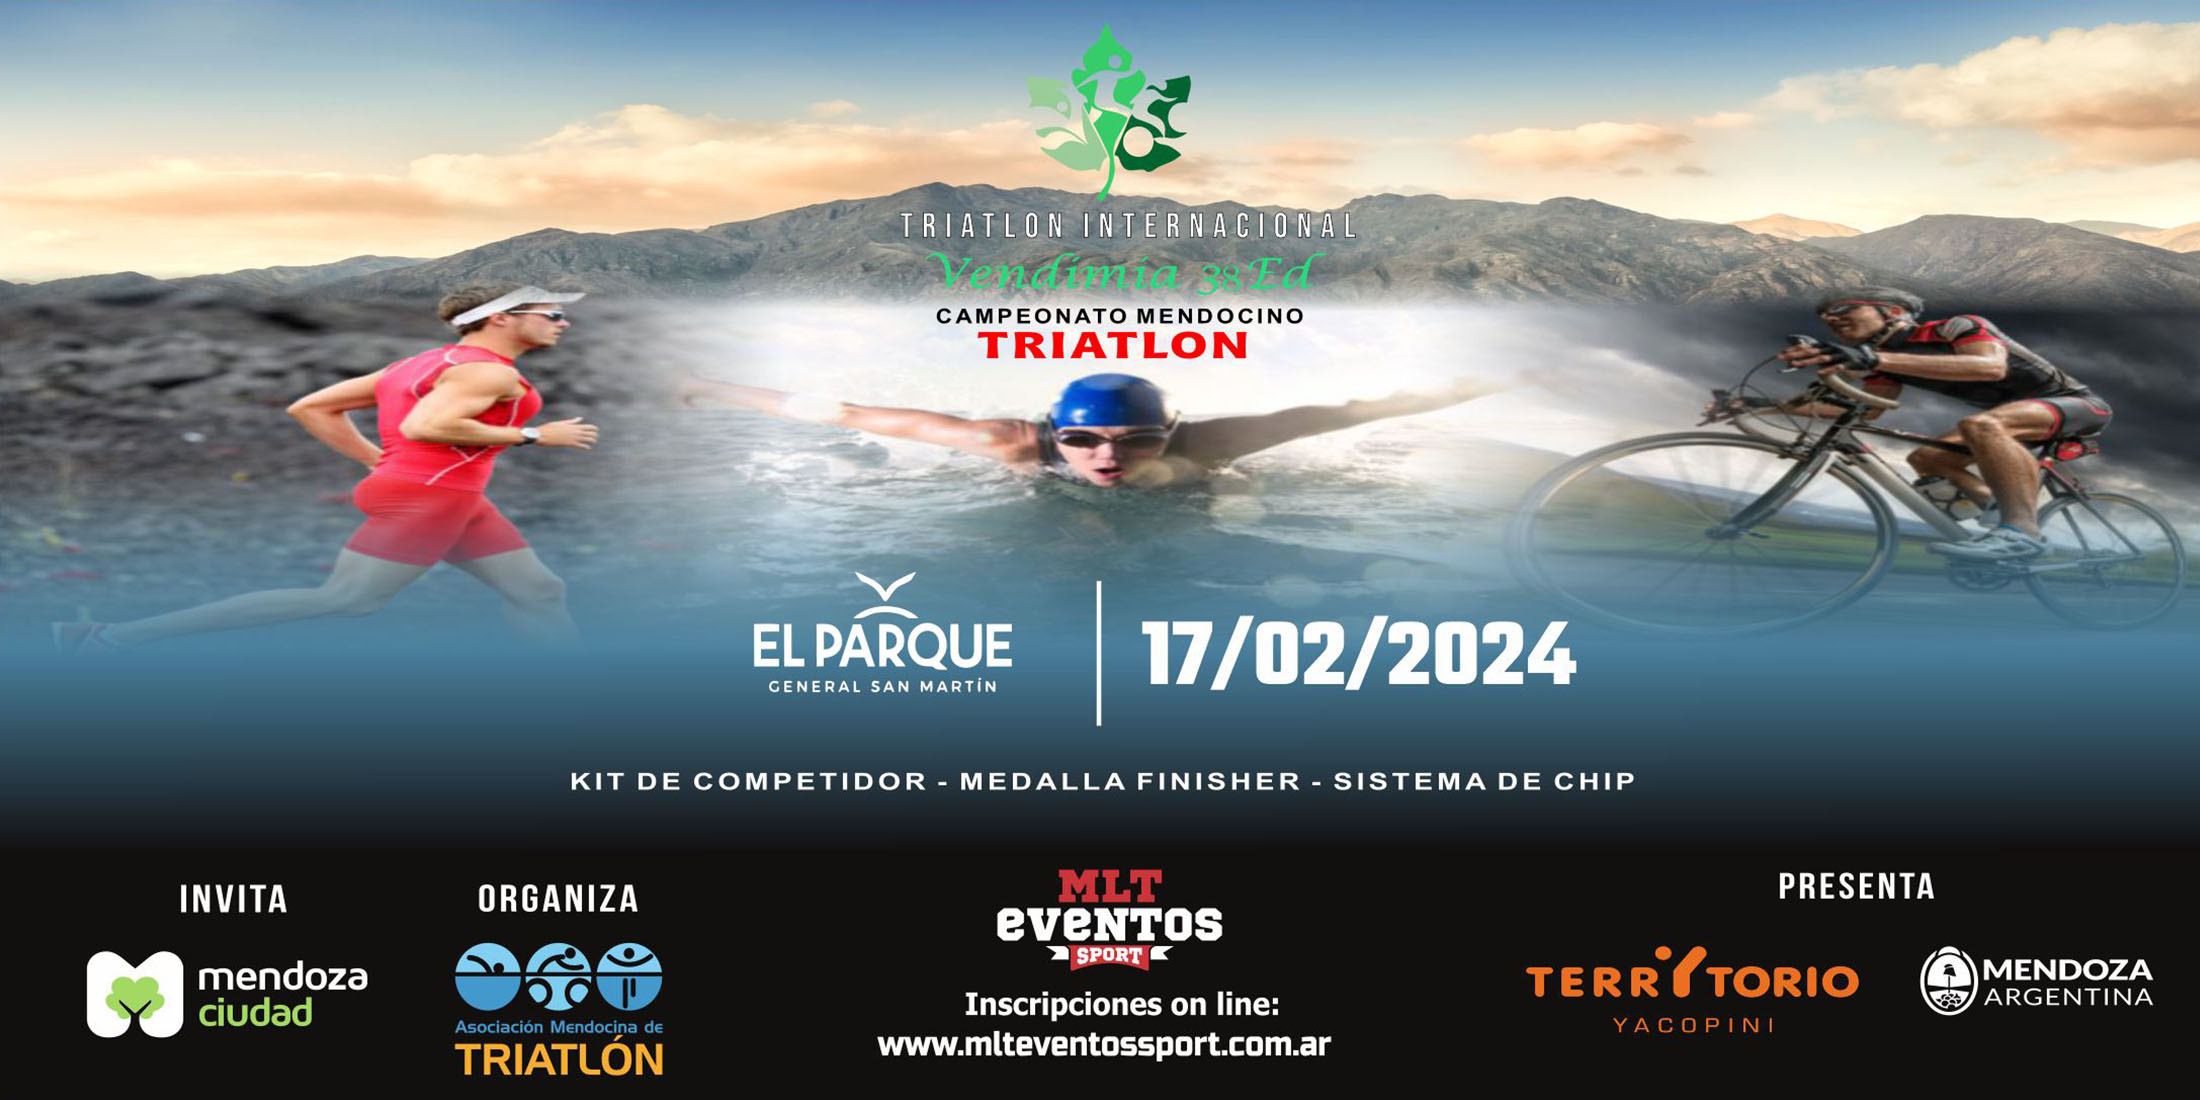 TRIATLON INTERNACIONAL
Vendimia 38Ed
CAMPEONATO MENDOCINO
TRIATLON
EL PARQUE
GENERAL SAN MARTÍN
17/02/2024
KIT DE COMPETIDOR - MEDALLA FINISHER - SISTEMA DE CHIP
INVITA
mendoza
ciudad
ORGANIZA
Asociación Mendocina de
TRIATLÓN
MLT
eventos
SPORT
Inscripciones on line:
www.mlteventossport.com.ar
PRESENTA
TERRYTORIO
YACOPINI
MENDOZA
ARGENTINA